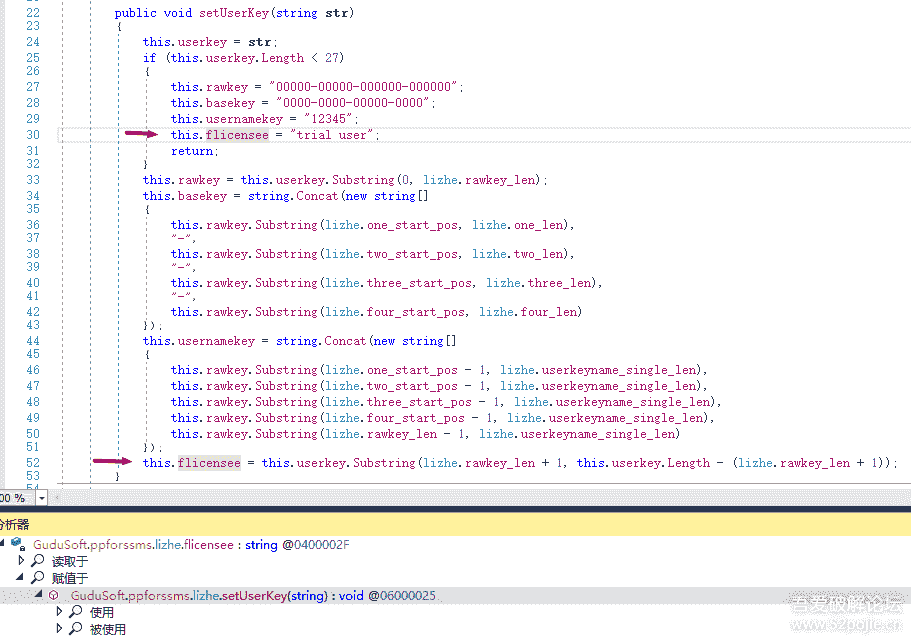 22 public void setUserKey(string str)
23 {
24 this.userkey = str;
25 if (this.userkey.Length < 27)
26 {
27 this.rawkey = "00000-00000-000000-000000";
28 this.basekey = "0000-0000-00000-0000";
29 this.usernamekey = "12345";
30 this.flicensee = "trial user";
31 return;
32 }
33 this.rawkey = this.userkey.Substring(0, lizhe.rawkey_len);
34 this.basekey = string.Concat(new string[]
35 {
36 this.rawkey.Substring(lizhe.one_start_pos, lizhe.one_len),
37 "-",
38 this.rawkey.Substring(lizhe.two_start_pos, lizhe.two_len),
39 "-",
40 this.rawkey.Substring(lizhe.three_start_pos, lizhe.three_len),
41 "-",
42 this.rawkey.Substring(lizhe.four_start_pos, lizhe.four_len)
43 });
44 this.usernamekey = string.Concat(new string[]
45 {
46 this.rawkey.Substring(lizhe.one_start_pos - 1, lizhe.userkeyname_single_len),
47 this.rawkey.Substring(lizhe.two_start_pos - 1, lizhe.userkeyname_single_len),
48 this.rawkey.Substring(lizhe.three_start_pos - 1, lizhe.userkeyname_single_len),
49 this.rawkey.Substring(lizhe.four_start_pos - 1, lizhe.userkeyname_single_len),
50 this.rawkey.Substring(lizhe.rawkey_len - 1, lizhe.userkeyname_single_len)
51 });
52 this.flicensee = this.userkey.Substring(lizhe.rawkey_len + 1, this.userkey.Length - (lizhe.rawkey_len + 1));
53 }
54
00 %
分析器
GuduSoft.ppforssms.lizhe.flicensee : string @0400002F
读取于
赋值于
GuduSoft.ppforssms.lizhe.setUserKey(string) : void @06000025
使用
被使用
吾爱破解论坛
www.52pojie.cn